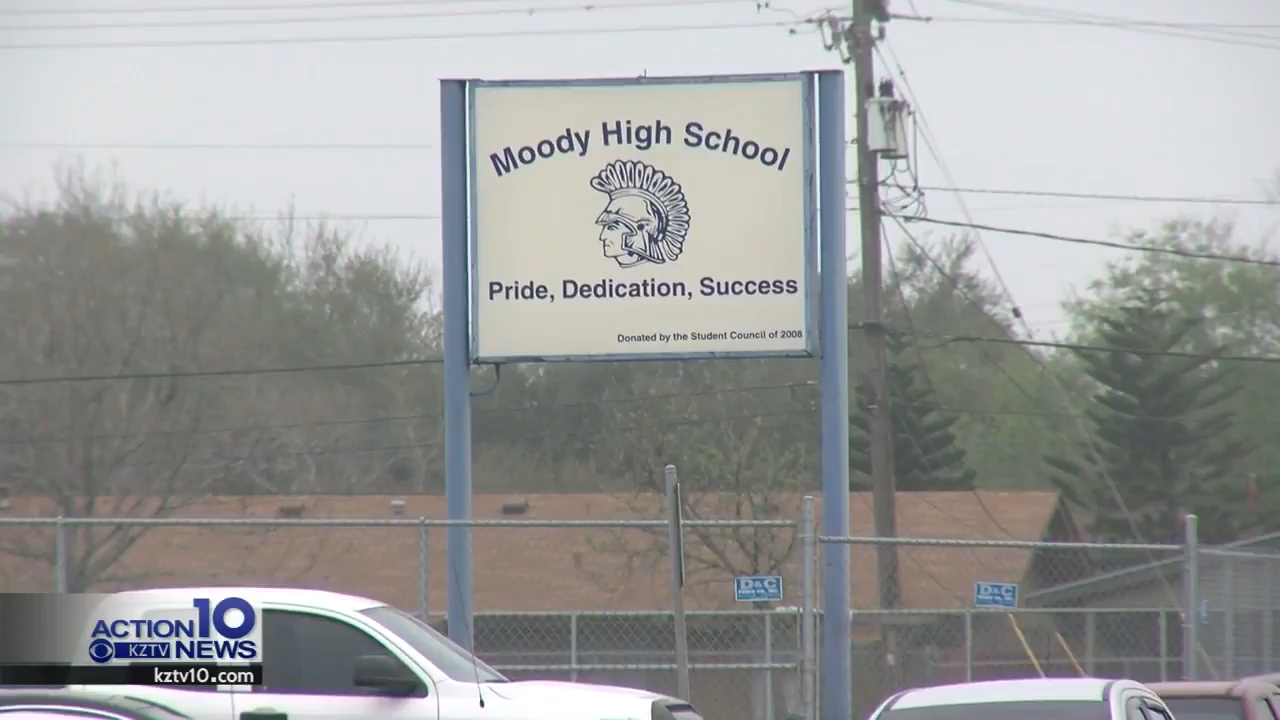 Moody High School
Pride, Dedication, Success
Donated by the Student Council of 2008
D&C
D&C
ACTION 10
KZTV NEWS
kztv10.com